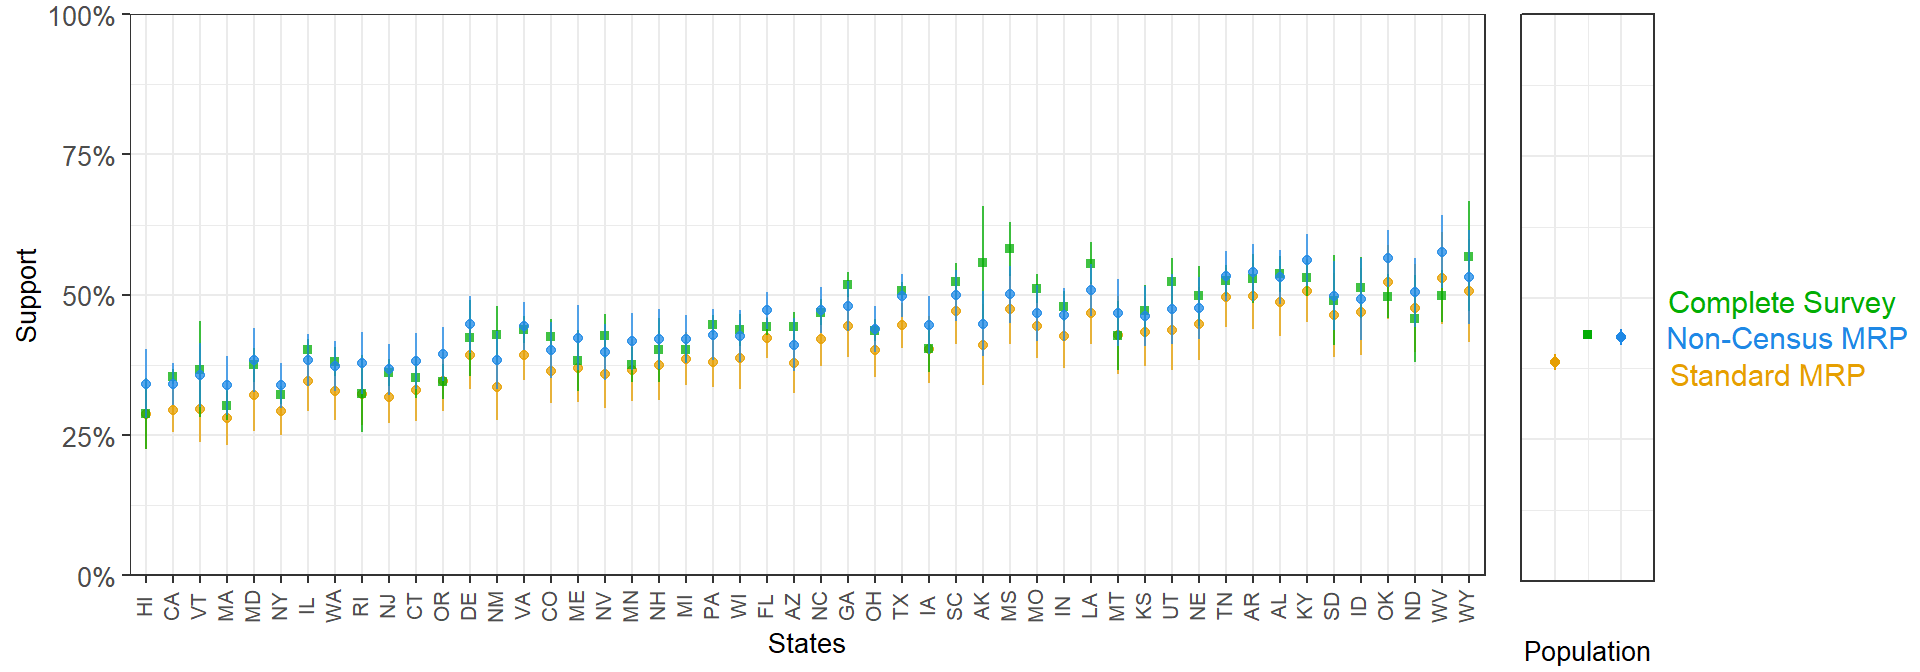 100%
75%
50%
25%
0%
Support
HI CA VT MA MD NY IL WA RI NJ CT OR DE NM VA CO ME NV MN NH MI PA WI FL AZ NC GA OH TX IA SC AK MS MO IN LA MT KS UT NE TN AR AL KY SD ID OK ND WV WY
States
Population
Complete Survey
Non-Census MRP
Standard MRP